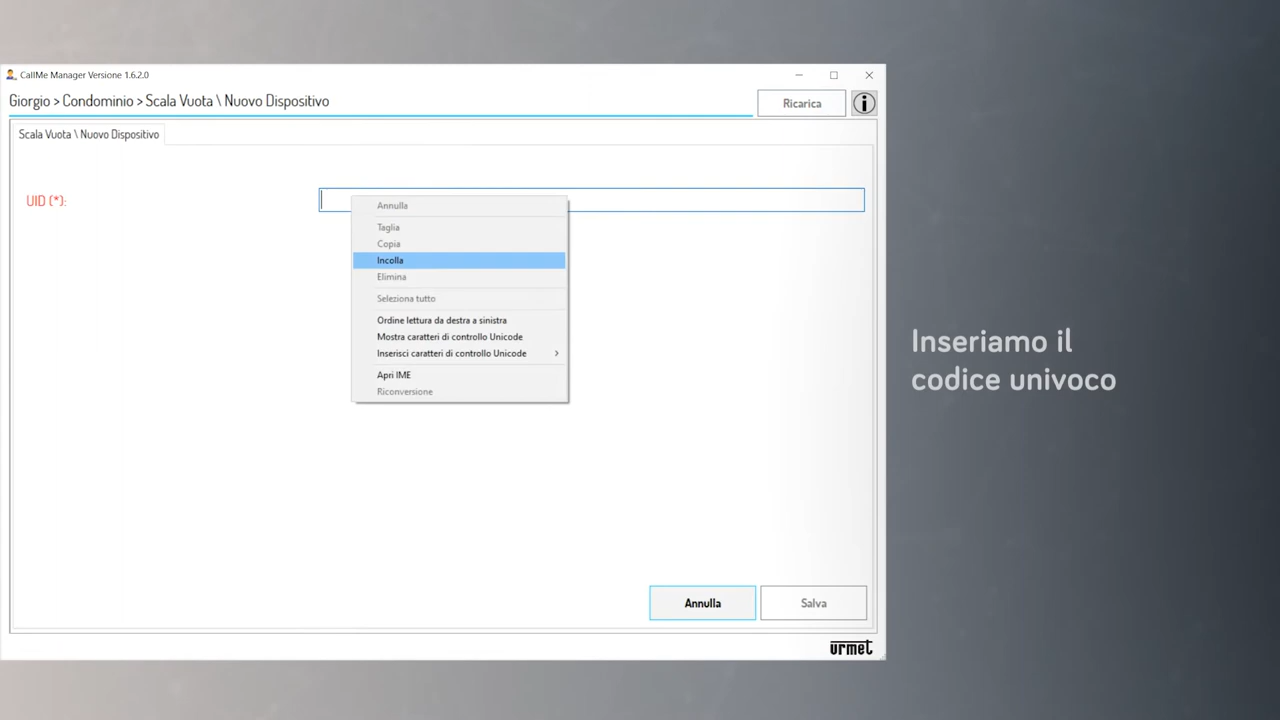 CallMe Manager Versione 1.6.2.0
Giorgio > Condominio > Scala Vuota \ Nuovo Dispositivo
Ricarica
i
Scala Vuota \ Nuovo Dispositivo
UID (*):
Annulla
Taglia
Copia
Incolla
Elimina
Seleziona tutto
Ordine lettura da destra a sinistra
Mostra caratteri di controllo Unicode
Inserisci caratteri di controllo Unicode
Apri IME
Riconversione
Annulla
Salva
urmet
Inseriamo il
codice univoco